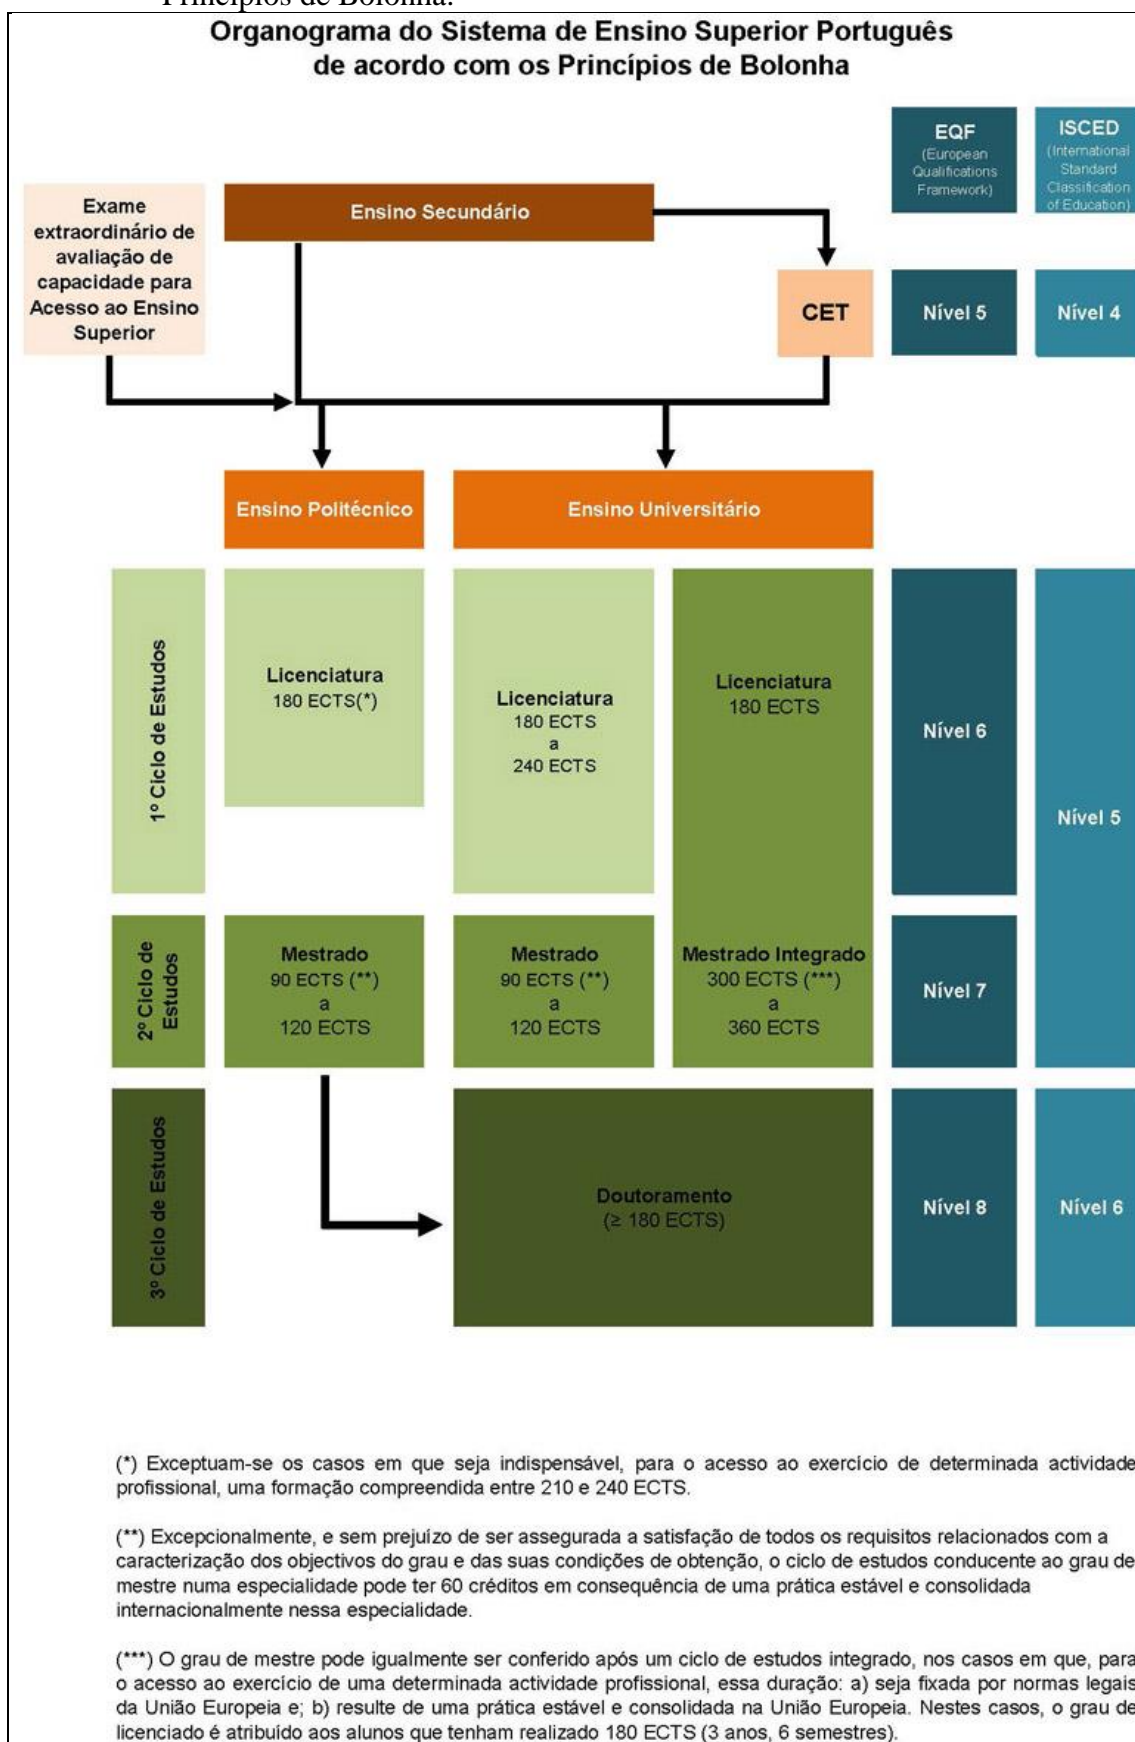 Princípios de Bolonha.
Organograma do Sistema de Ensino Superior Português
de acordo com os Princípios de Bolonha
EQF
(European
Qualifications
Framework)
ISCED
(International
Standard
Classification
of Education)
Exame
extraordinário de
avaliação de
capacidade para
Acesso ao Ensino
Superior
Ensino Secundário
CET
Nível 5
Nível 4
Ensino Politécnico
Ensino Universitário
1º Ciclo de Estudos
Licenciatura
180 ECTS(*)
Licenciatura
180 ECTS
a
240 ECTS
Licenciatura
180 ECTS
Nível 6
Nível 5
2º Ciclo de
Estudos
Mestrado
90 ECTS (**)
a
120 ECTS
Mestrado
90 ECTS (**)
a
120 ECTS
Mestrado Integrado
300 ECTS (***)
a
360 ECTS
Nível 7
3º Ciclo de Estudos
Doutoramento
(≥ 180 ECTS)
Nível 8
Nível 6
(*) Exceptuam-se os casos em que seja indispensável, para o acesso ao exercício de determinada actividade
profissional, uma formação compreendida entre 210 e 240 ECTS.
(**) Excepcionalmente, e sem prejuízo de ser assegurada a satisfação de todos os requisitos relacionados com a
caracterização dos objectivos do grau e das suas condições de obtenção, o ciclo de estudos conducente ao grau de
mestre numa especialidade pode ter 60 créditos em consequência de uma prática estável e consolidada
internacionalmente nessa especialidade.
(***) O grau de mestre pode igualmente ser conferido após um ciclo de estudos integrado, nos casos em que, para
o acesso ao exercício de uma determinada actividade profissional, essa duração: a) seja fixada por normas legais
da União Europeia e; b) resulte de uma prática estável e consolidada na União Europeia. Nestes casos, o grau de
licenciado é atribuído aos alunos que tenham realizado 180 ECTS (3 anos, 6 semestres).